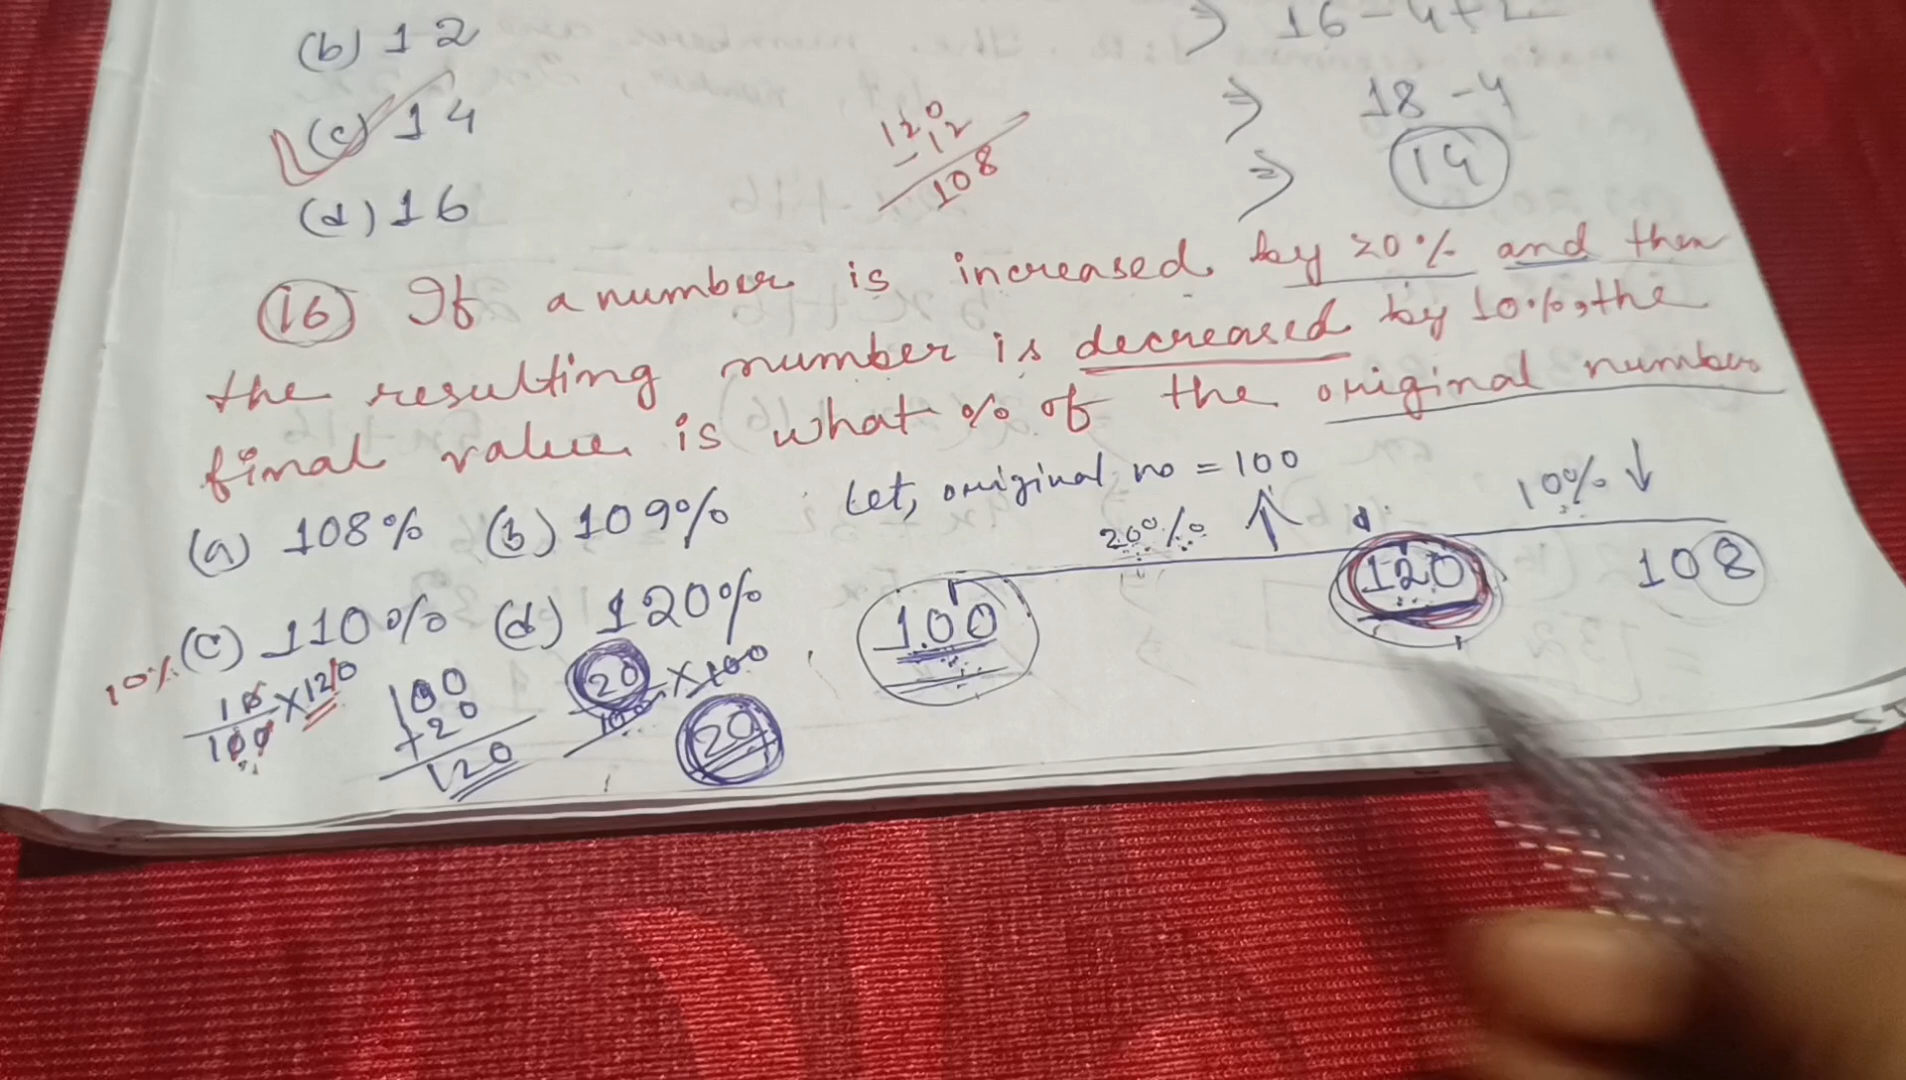 (b) 12
⇒ 16-4+2
(c) 14
⇒ 18-4
120
-12
108
⇒ 14
(d) 16
(16) If a number is increased by 20% and then
the resulting number is decreased by 10%, the
final value is what % of the original number
(a) 108% (b) 109%
Let, original no = 100
20% ↑
10% ↓
100
120
108
(c) 110% (d) 120%
10%
10/100 × 120
100
+20
120
20/100 × 100
20